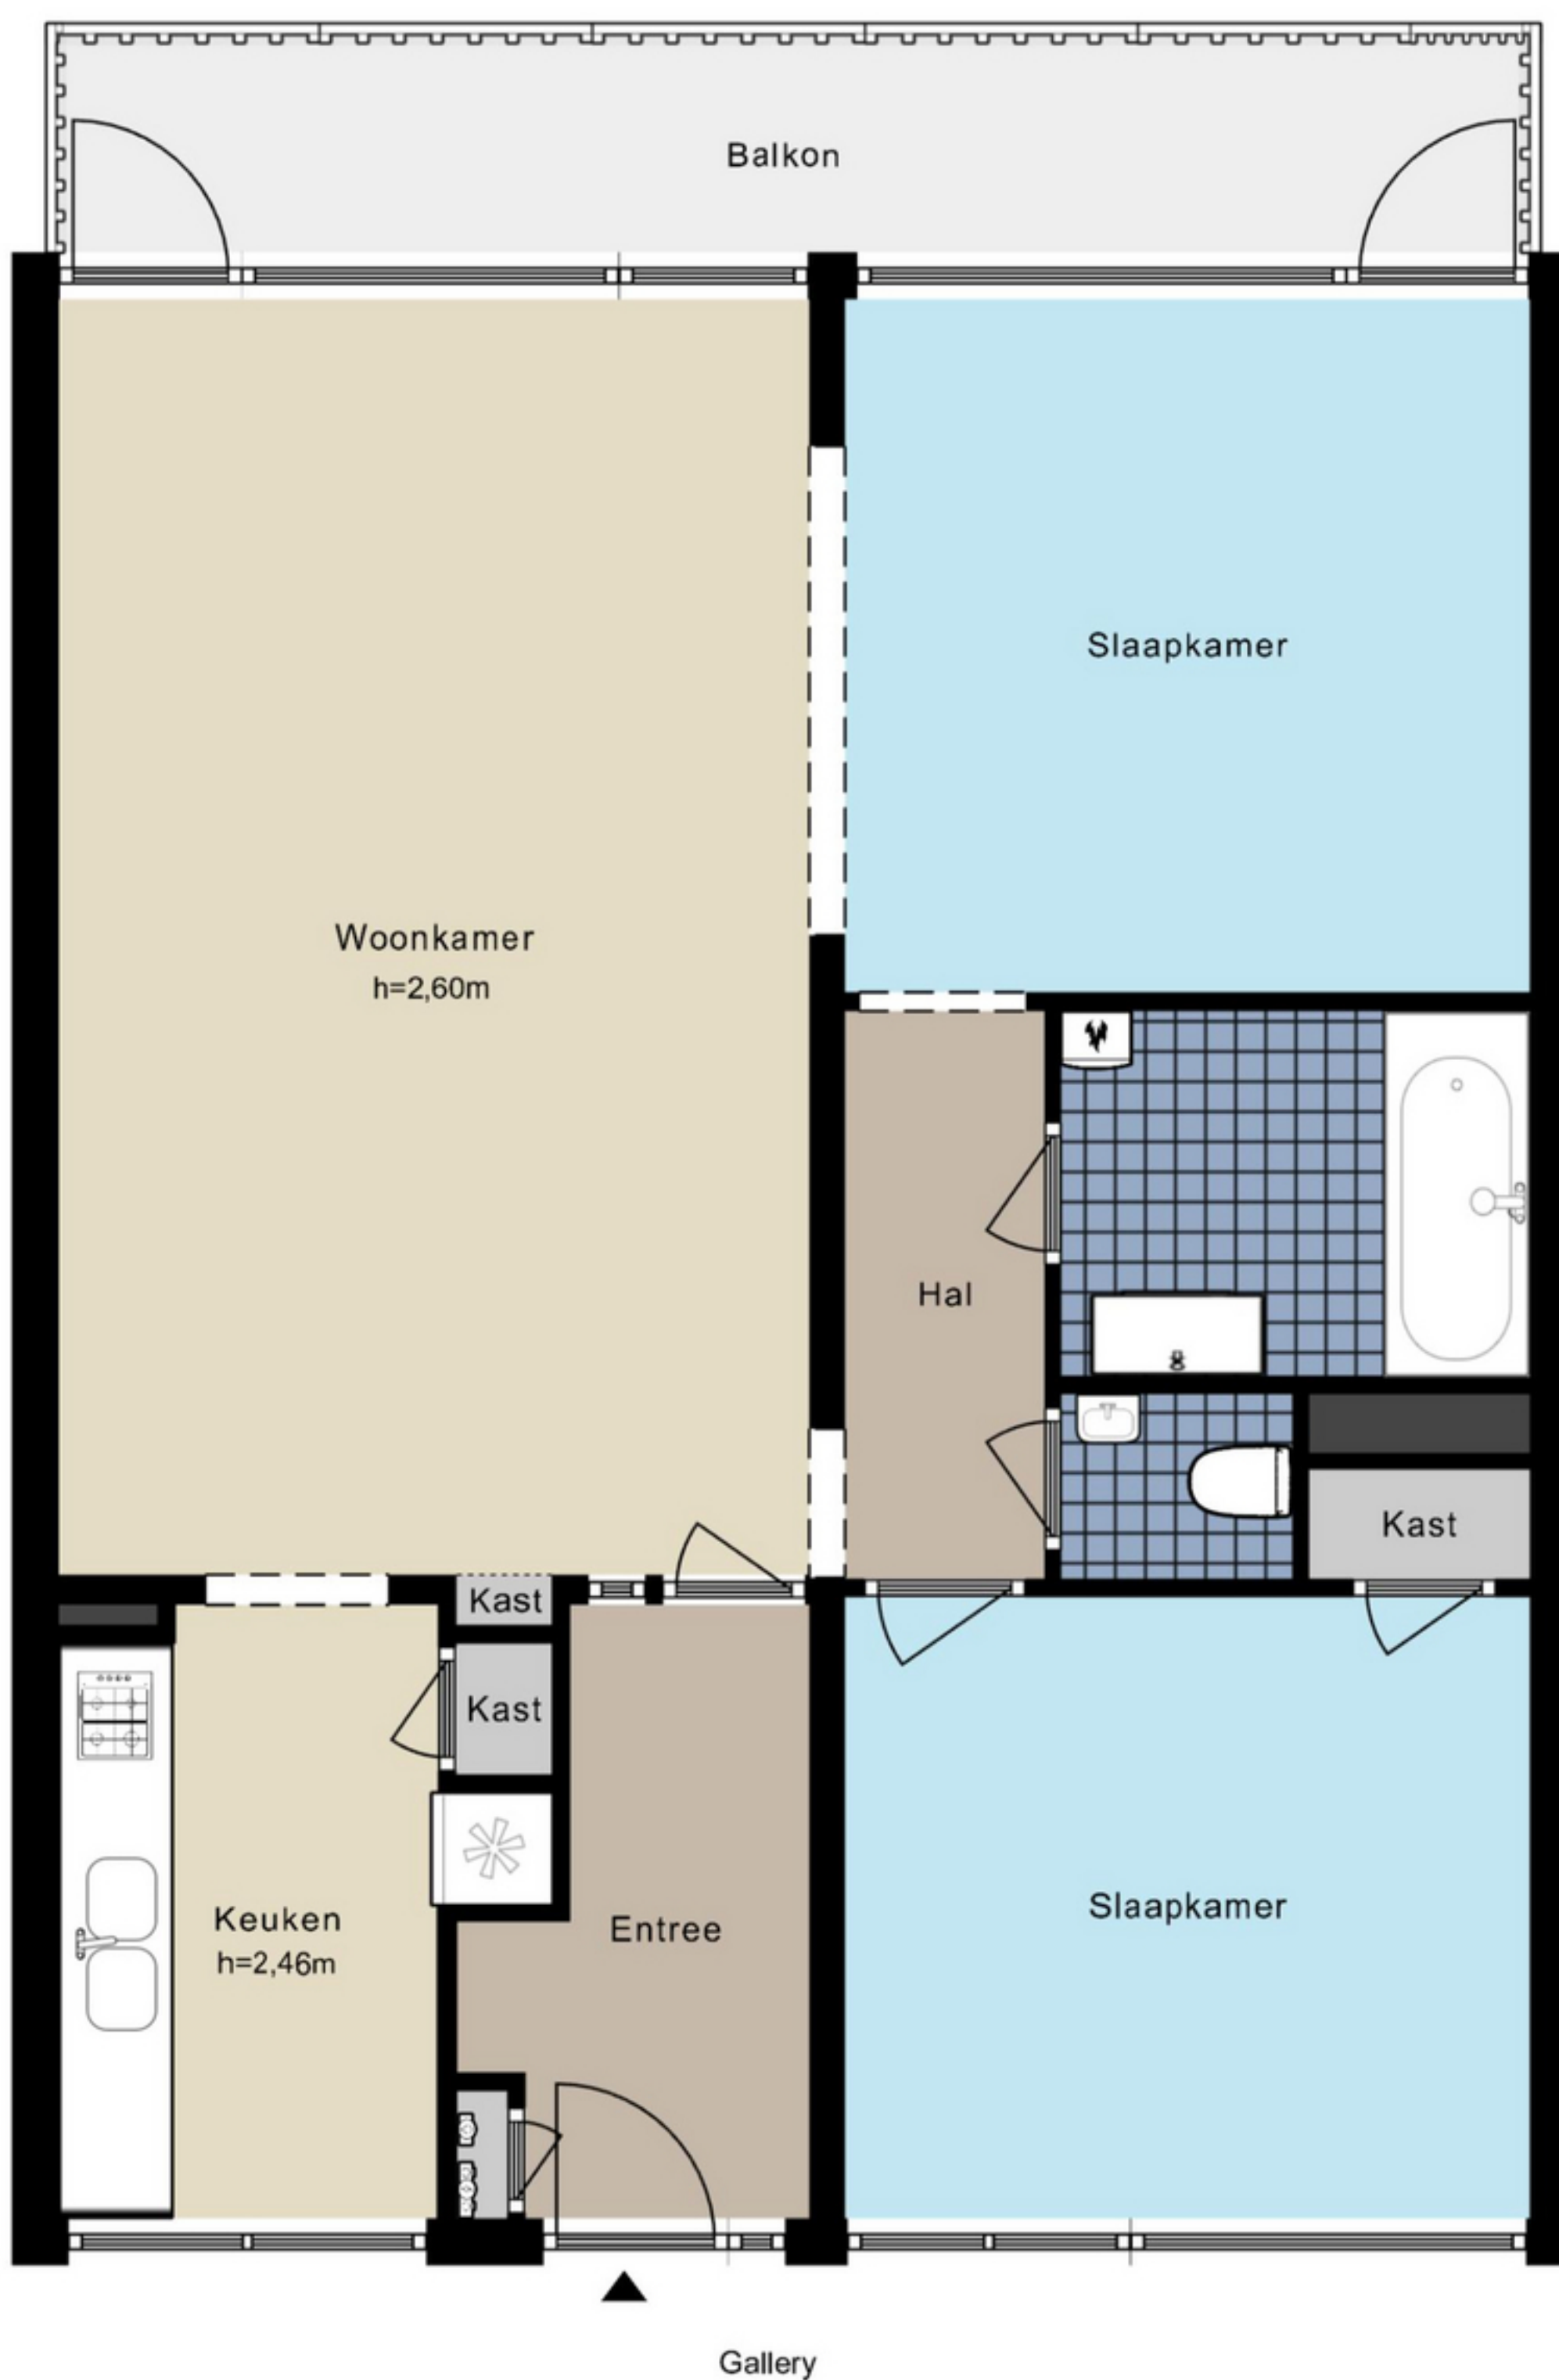 Balkon
Slaapkamer
Woonkamer
h=2,60m
Hal
Kast
Kast
Kast
Slaapkamer
Keuken
h=2,46m
Entree
Gallery